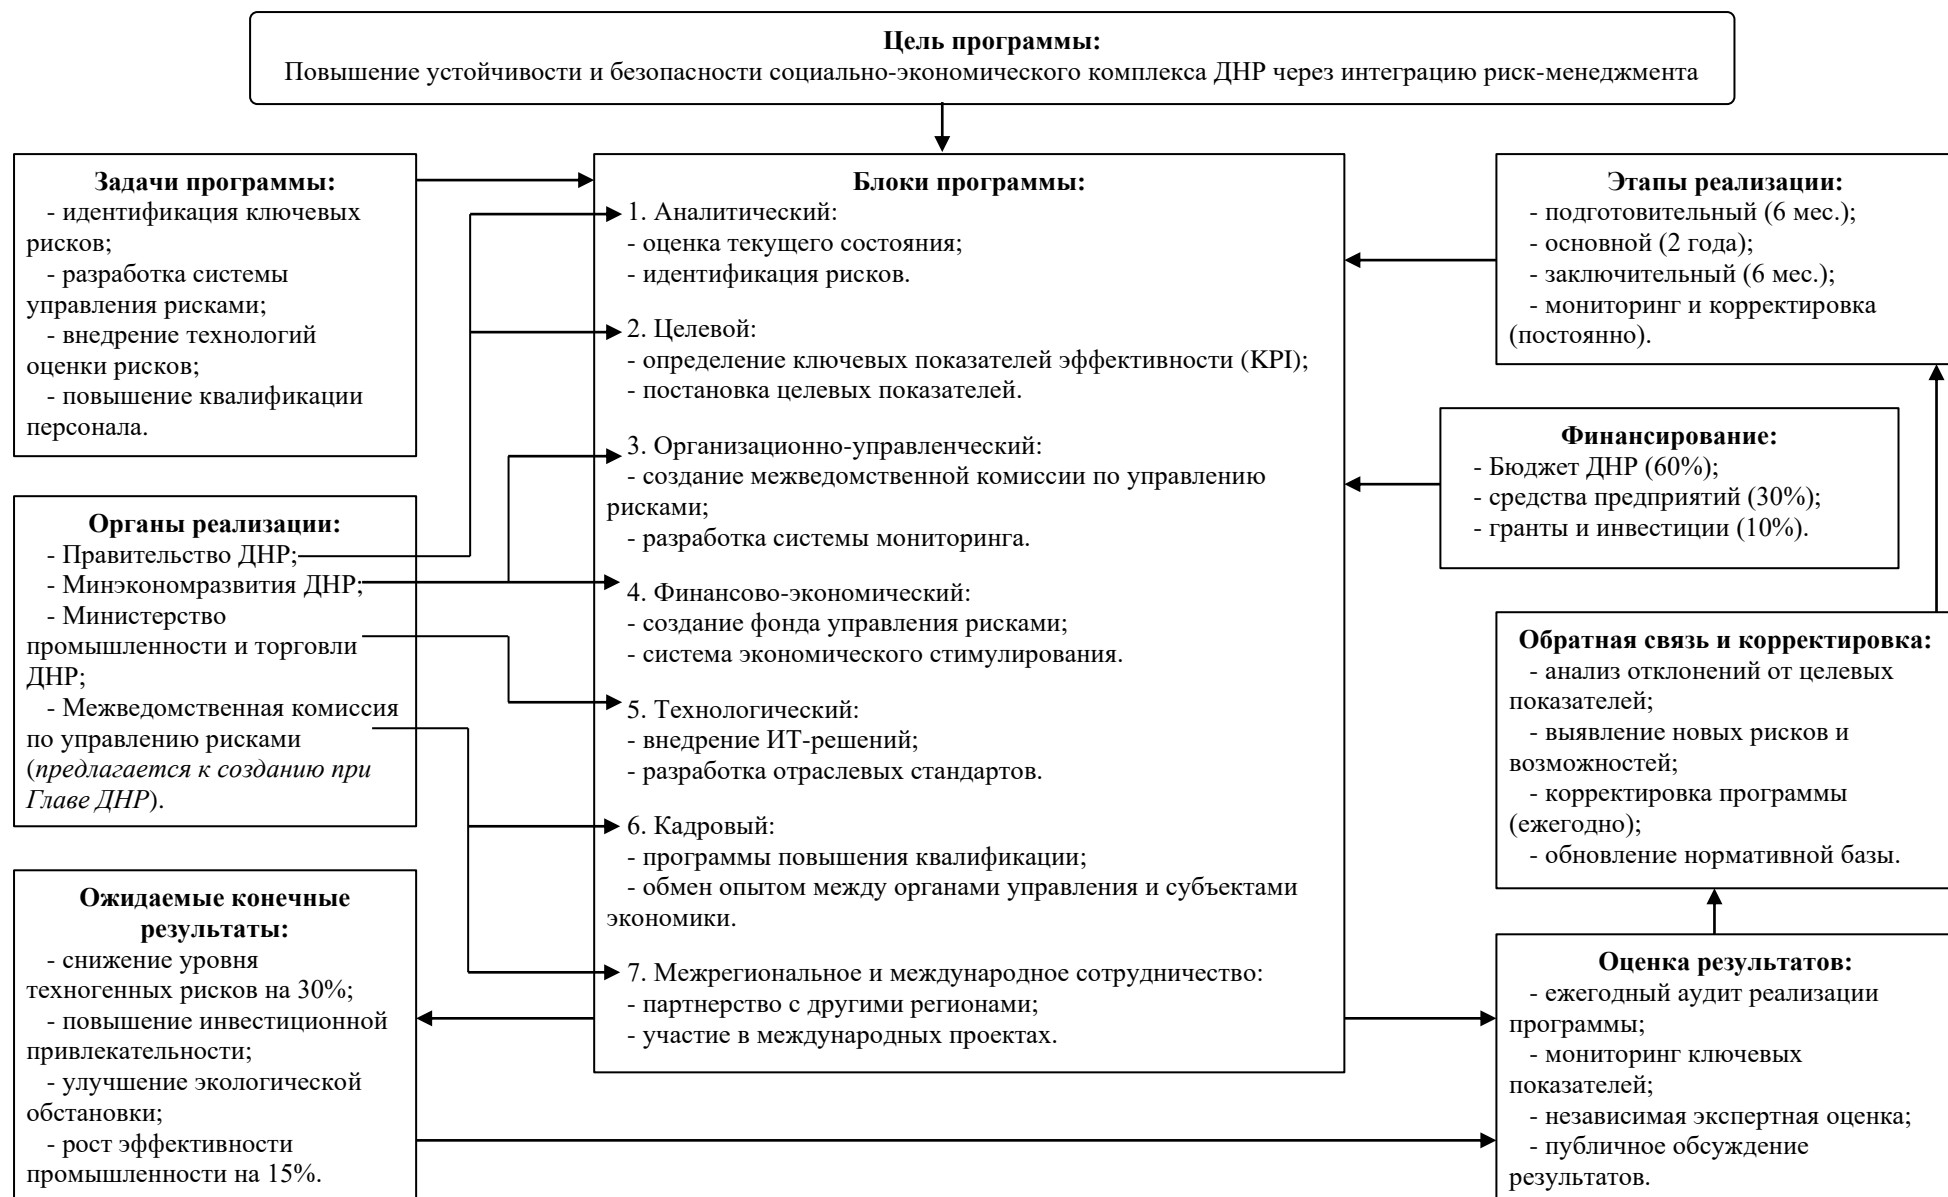 Цель программы:
Повышение устойчивости и безопасности социально-экономического комплекса ДНР через интеграцию риск-менеджмента
Задачи программы:
- идентификация ключевых
рисков;
- разработка системы
управления рисками;
- внедрение технологий
оценки рисков;
- повышение квалификации
персонала.
Органы реализации:
- Правительство ДНР;
- Минэкономразвития ДНР;
- Министерство
промышленности и торговли
ДНР;
- Межведомственная комиссия
по управлению рисками
(предлагается к созданию при
Главе ДНР).
Ожидаемые конечные
результаты:
- снижение уровня
техногенных рисков на 30%;
- повышение инвестиционной
привлекательности;
- улучшение экологической
обстановки;
- рост эффективности
промышленности на 15%.
Блоки программы:
1. Аналитический:
- оценка текущего состояния;
- идентификация рисков.
2. Целевой:
- определение ключевых показателей эффективности (KPI);
- постановка целевых показателей.
3. Организационно-управленческий:
- создание межведомственной комиссии по управлению
рисками;
- разработка системы мониторинга.
4. Финансово-экономический:
- создание фонда управления рисками;
- система экономического стимулирования.
5. Технологический:
- внедрение ИТ-решений;
- разработка отраслевых стандартов.
6. Кадровый:
- программы повышения квалификации;
- обмен опытом между органами управления и субъектами
экономики.
7. Межрегиональное и международное сотрудничество:
- партнерство с другими регионами;
- участие в международных проектах.
Этапы реализации:
- подготовительный (6 мес.);
- основной (2 года);
- заключительный (6 мес.);
- мониторинг и корректировка
(постоянно).
Финансирование:
- Бюджет ДНР (60%);
- средства предприятий (30%);
- гранты и инвестиции (10%).
Обратная связь и корректировка:
- анализ отклонений от целевых
показателей;
- выявление новых рисков и
возможностей;
- корректировка программы
(ежегодно);
- обновление нормативной базы.
Оценка результатов:
- ежегодный аудит реализации
программы;
- мониторинг ключевых
показателей;
- независимая экспертная оценка;
- публичное обсуждение
результатов.